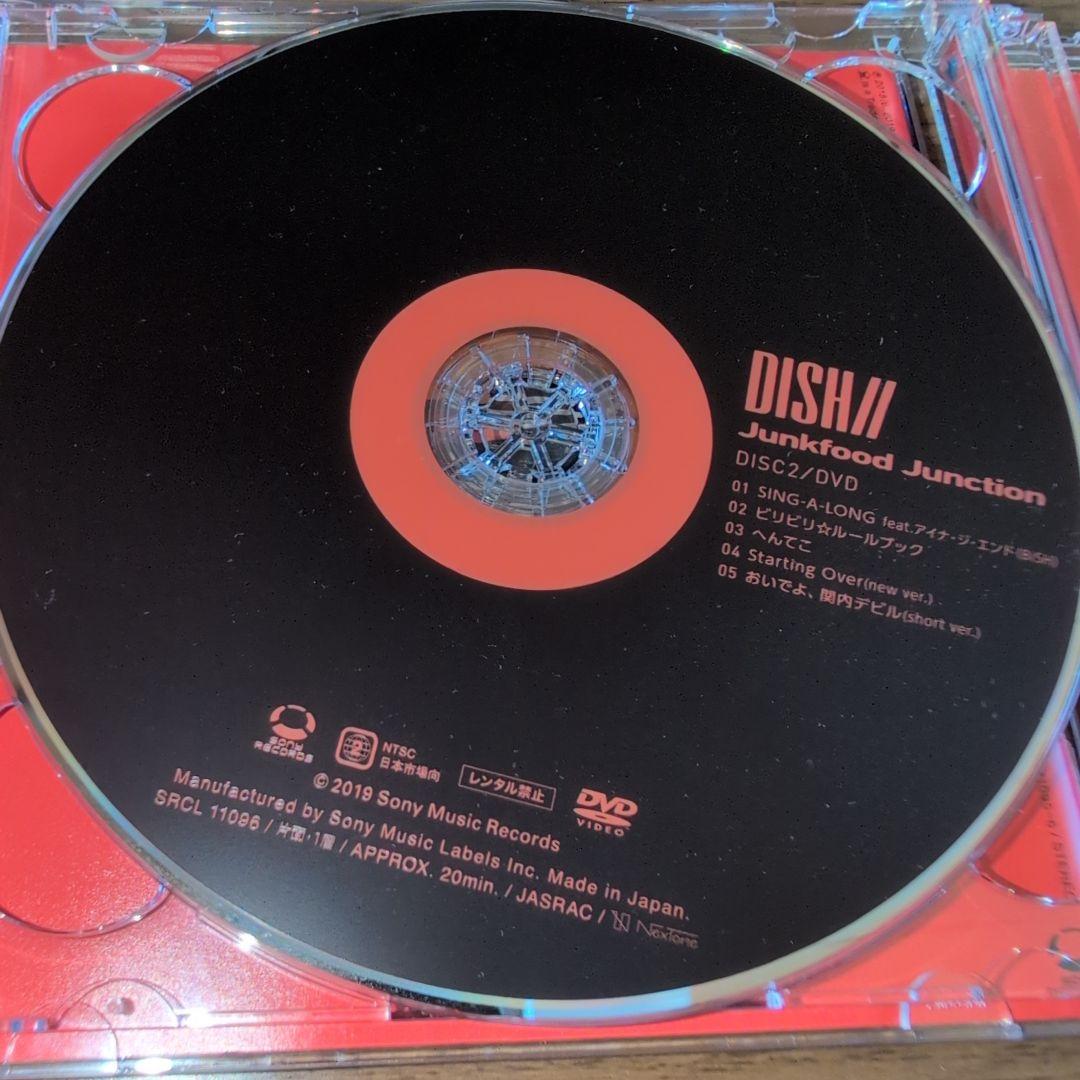 DISH//
Junkfood Junction
DISC2/DVD
01 SING-A-LONG feat.アイナ・ジ・エンド(BiSH)
02 ビリビリ☆ルールブック
03 へんてこ
04 Starting Over(new ver.)
05 おいでよ、関内デビル(short ver.)
SONY RECORDS
2
NTSC
日本市場向
レンタル禁止
DVD VIDEO
© 2019 Sony Music Records
Manufactured by Sony Music Labels Inc. Made in Japan.
SRCL 11096 / 片面・1層 / APPROX. 20min. / JASRAC / NexTone